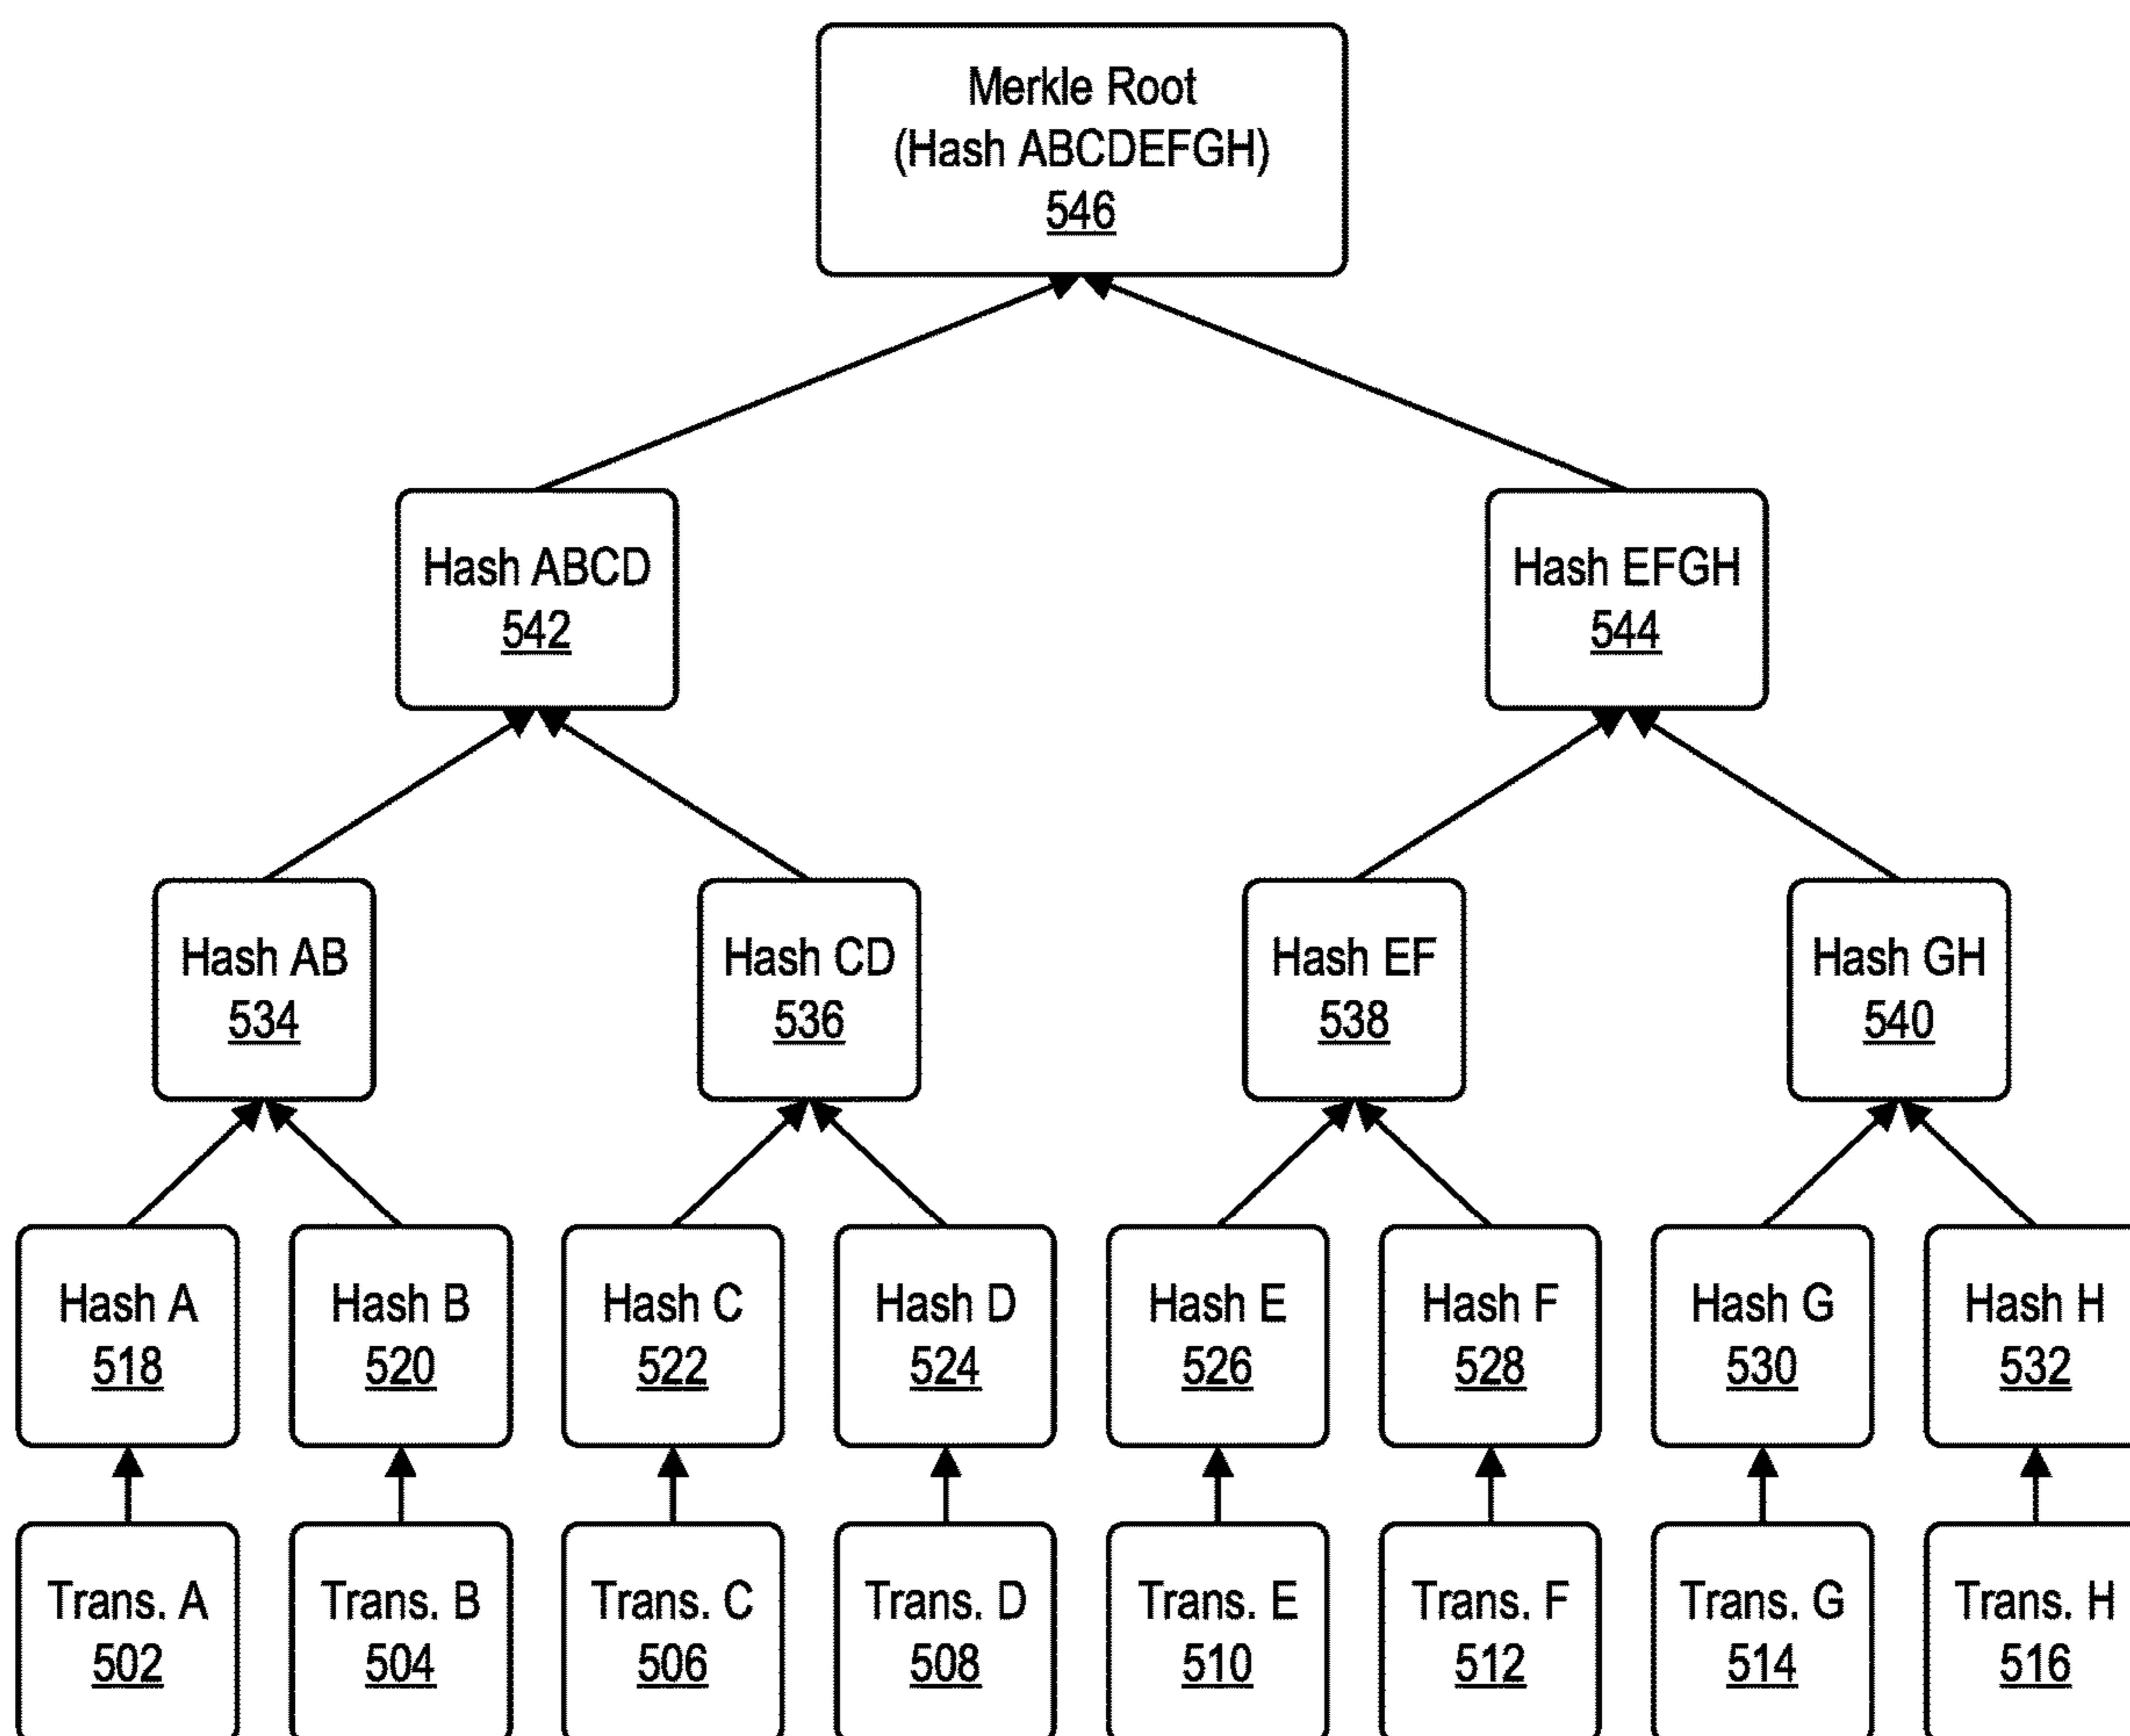 Merkle Root
(Hash ABCDEFGH)
546
Hash ABCD
542
Hash EFGH
544
Hash AB
534
Hash CD
536
Hash EF
538
Hash GH
540
Hash A
518
Hash B
520
Hash C
522
Hash D
524
Hash E
526
Hash F
528
Hash G
530
Hash H
532
Trans. A
502
Trans. B
504
Trans. C
506
Trans. D
508
Trans. E
510
Trans. F
512
Trans. G
514
Trans. H
516